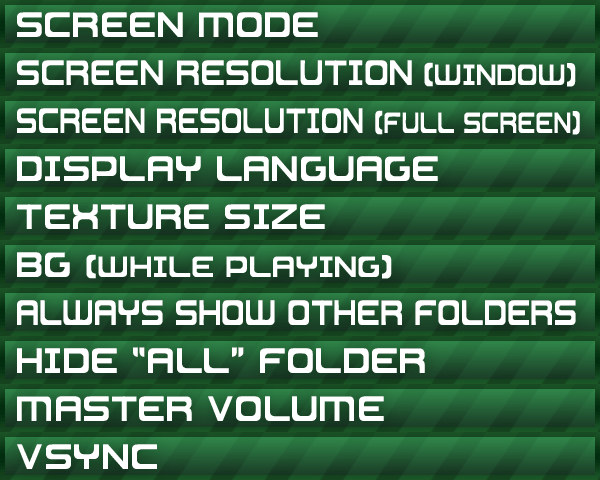 SCREEN MODE
SCREEN RESOLUTION (WINDOW)
SCREEN RESOLUTION (FULL SCREEN)
DISPLAY LANGUAGE
TEXTURE SIZE
BG (WHILE PLAYING)
ALWAYS SHOW OTHER FOLDERS
HIDE “ALL” FOLDER
MASTER VOLUME
VSYNC